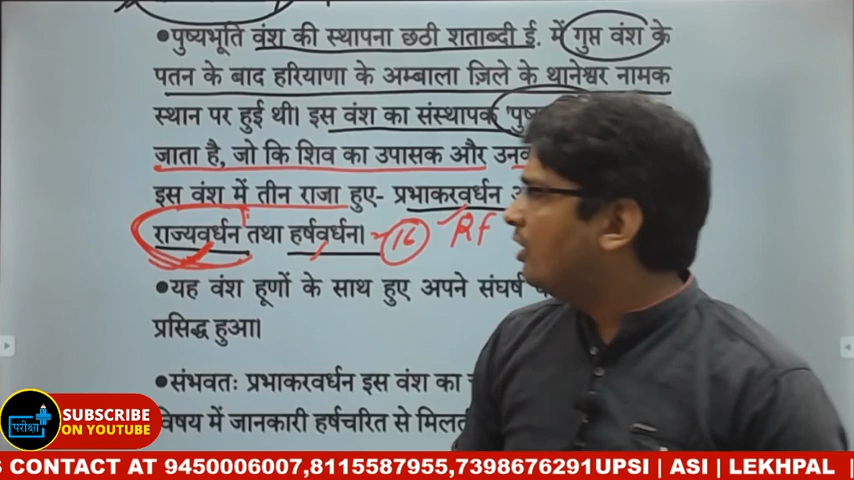 •पुष्यभूति वंश की स्थापना छठी शताब्दी ई. में गुप्त वंश के
पतन के बाद हरियाणा के अम्बाला ज़िले के थानेश्वर नामक
स्थान पर हुई थी। इस वंश का संस्थापक
जाता है, जो कि शिव का उपासक और
इस वंश में तीन राजा हुए- प्रभाकरवर्धन
राज्यवर्धन तथा हर्षवर्धन। 16 RF
•यह वंश हूणों के साथ हुए अपने संघर्ष
प्रसिद्ध हुआ।
•संभवतः प्रभाकरवर्धन इस वंश का
विषय में जानकारी हर्षचरित से
परीक्षा
SUBSCRIBE
ON YOUTUBE
CONTACT AT 9450006007,8115587955,7398676291UPSI | ASI | LEKHPAL |